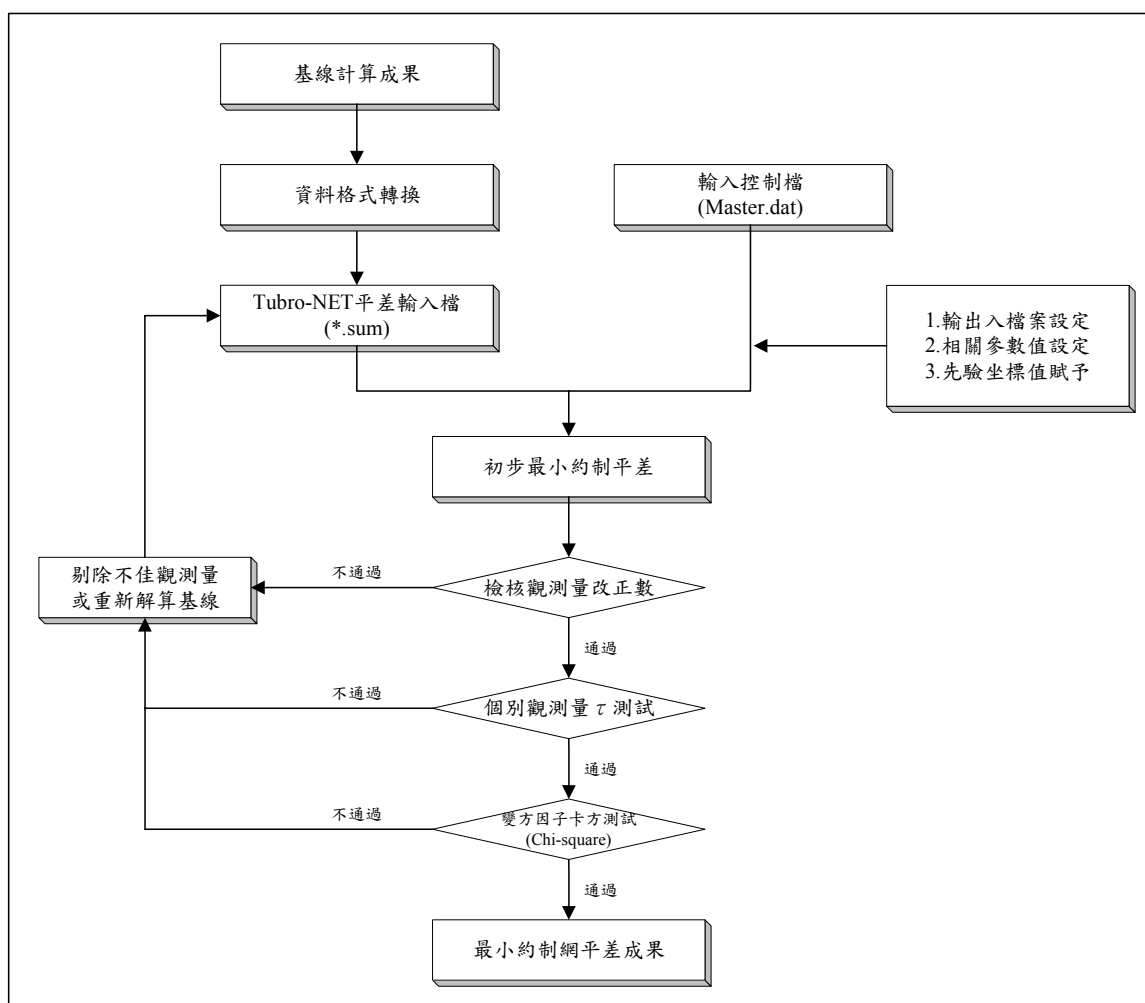 基線計算成果
資料格式轉換
輸入控制檔
(Master.dat)
Tubro-NET平差輸入檔
(*.sum)
1.輸出入檔案設定
2.相關參數值設定
3.先驗坐標值賦予
初步最小約制平差
剔除不佳觀測量
或重新解算基線
不通過
檢核觀測量改正數
通過
不通過
個別觀測量τ測試
通過
不通過
變方因子卡方測試
(Chi-square)
通過
最小約制網平差成果